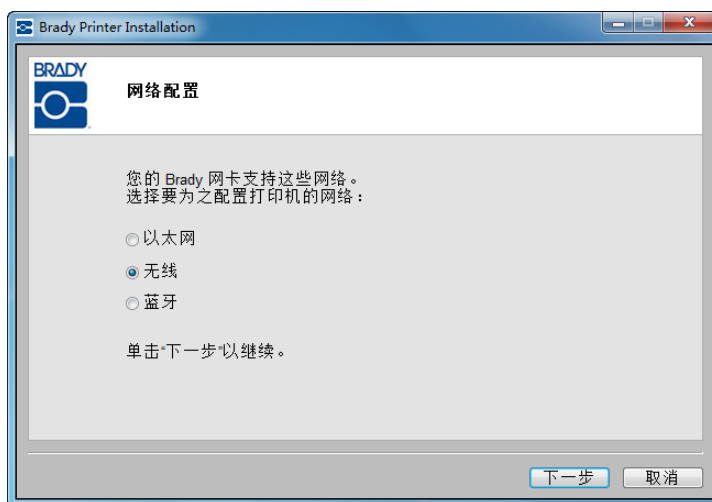 Brady Printer Installation
BRADY
网络配置
您的 Brady 网卡支持这些网络。
选择要为之配置打印机的网络：
以太网
无线
蓝牙
单击“下一步”以继续。
下一步
取消